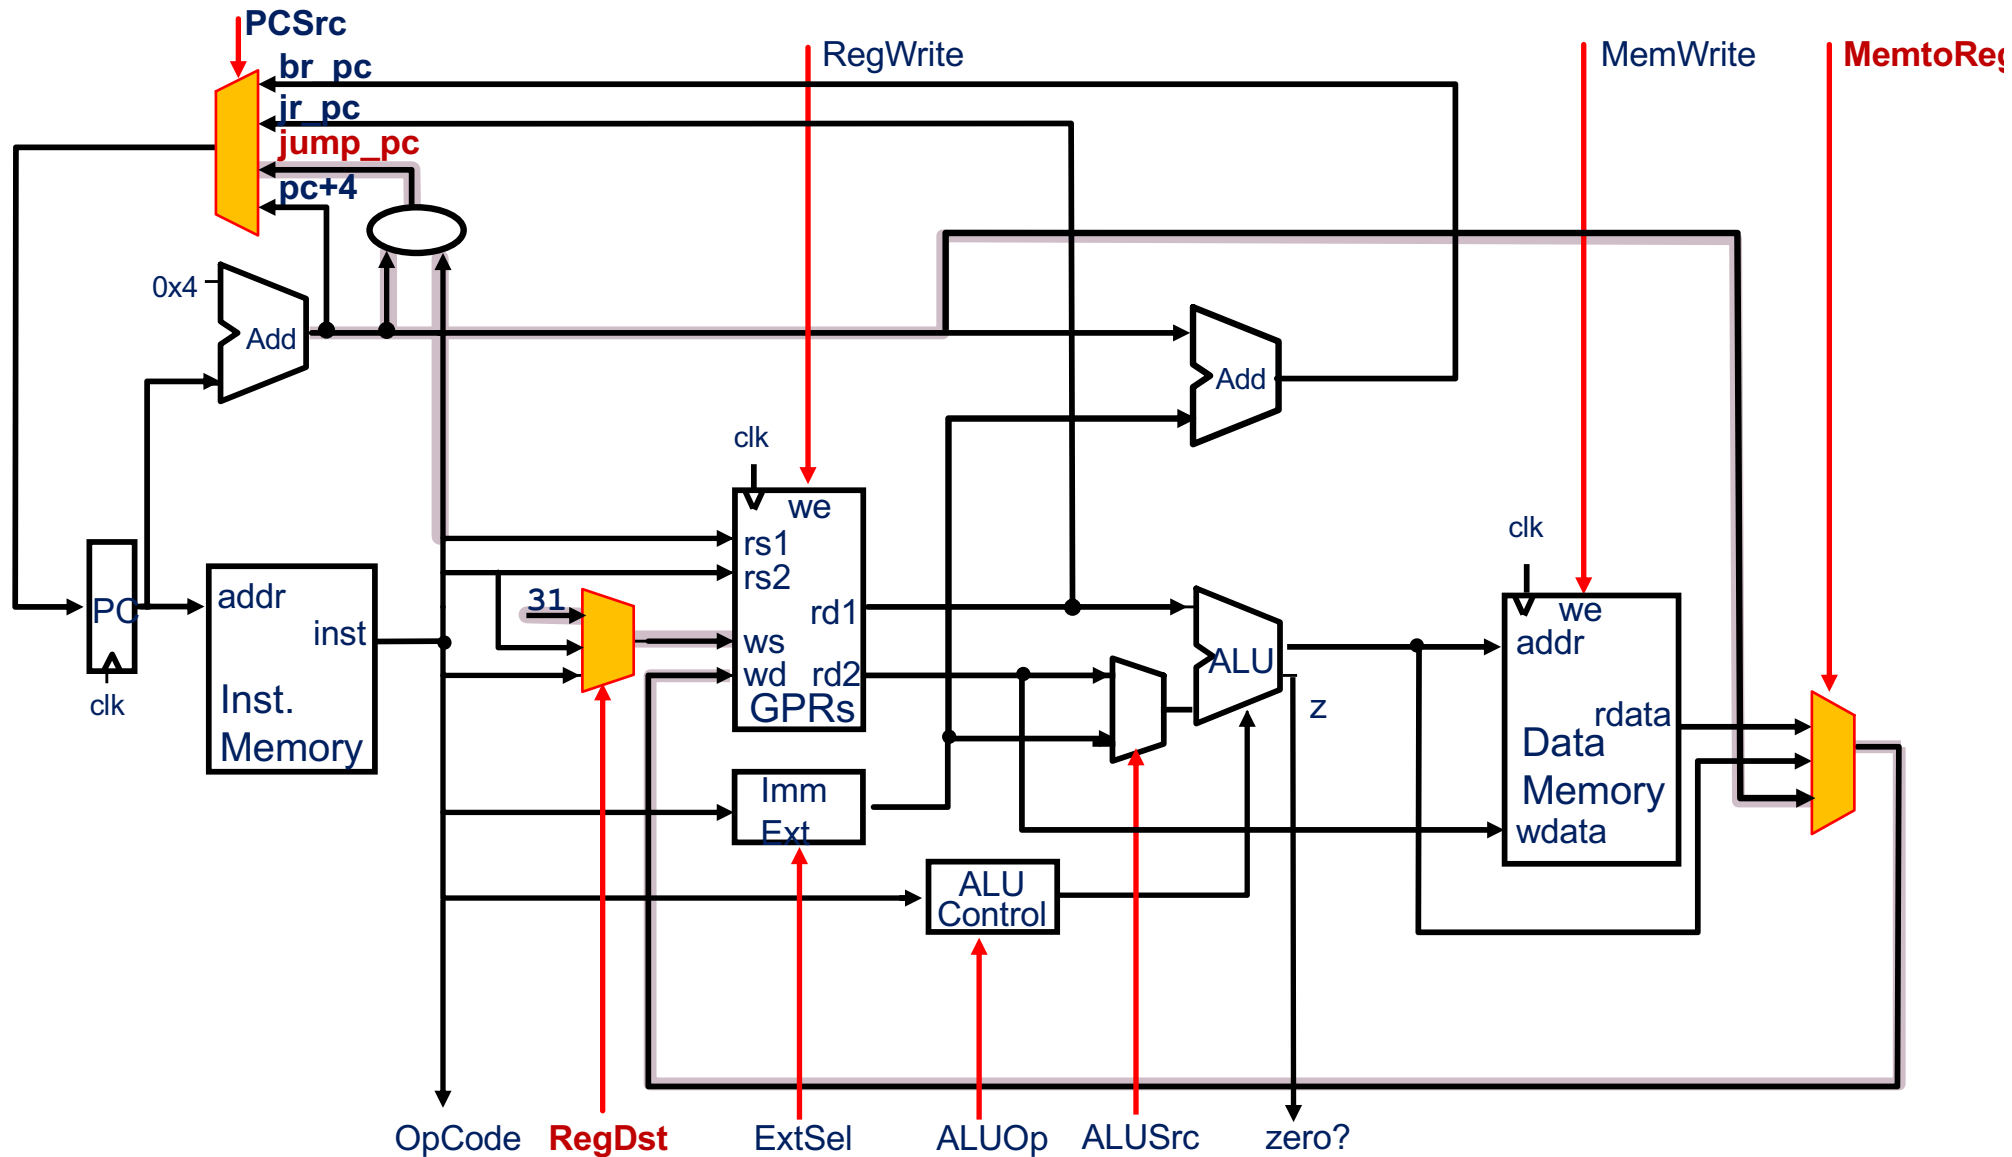 PCSrc
RegWrite
MemWrite
MemtoReg
br_pc
jr_pc
jump_pc
pc+4
0x4
Add
Add
clk
we
rs1
rs2
rd1
ws
wd
rd2
GPRs
31
PC
clk
addr
inst
Inst.
Memory
ALU
z
clk
we
addr
rdata
Data
Memory
wdata
Imm
Ext
ALU
Control
OpCode
RegDst
ExtSel
ALUOp
ALUSrc
zero?